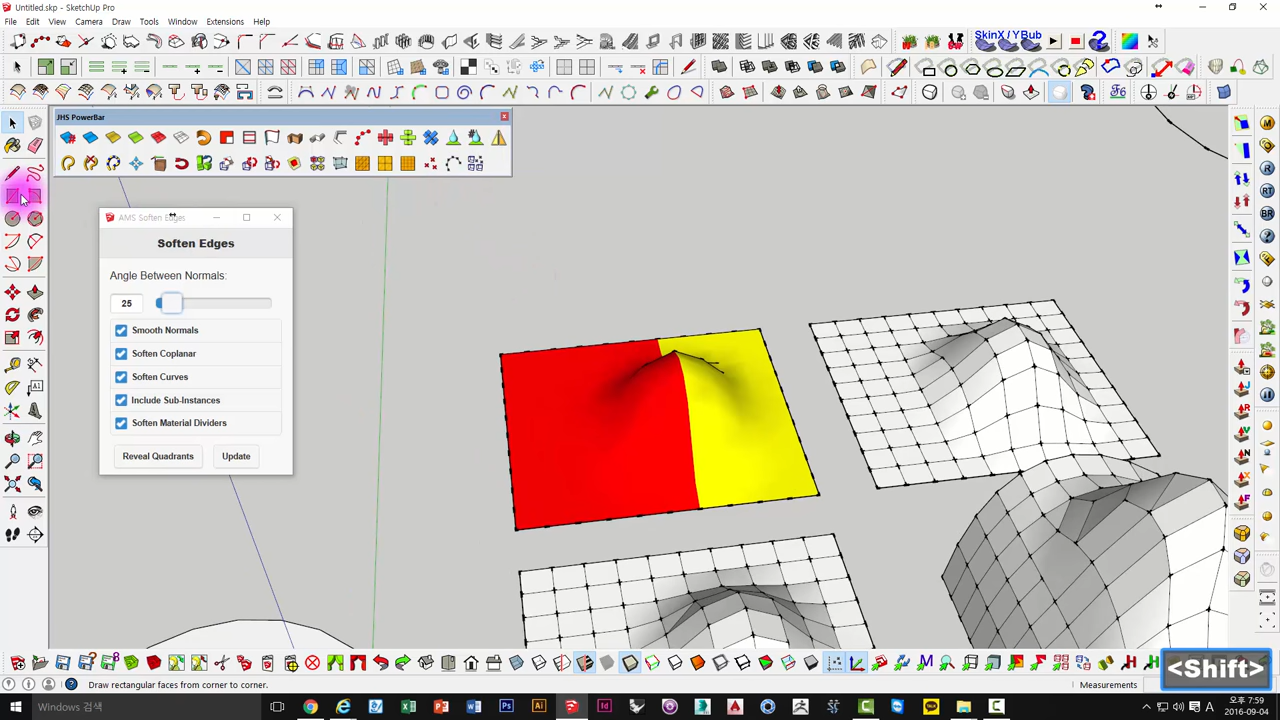 Untitled.skp - SketchUp Pro
File Edit View Camera Draw Tools Window Extensions Help
SkinX / YBub
JHS PowerBar
AMS Soften Edges
Soften Edges
Angle Between Normals:
25
Smooth Normals
Soften Coplanar
Soften Curves
Include Sub-Instances
Soften Material Dividers
Reveal Quadrants Update
<Shift>
Draw rectangular faces from corner to corner.
Measurements
Windows 검색
오후 7:59
2016-09-04